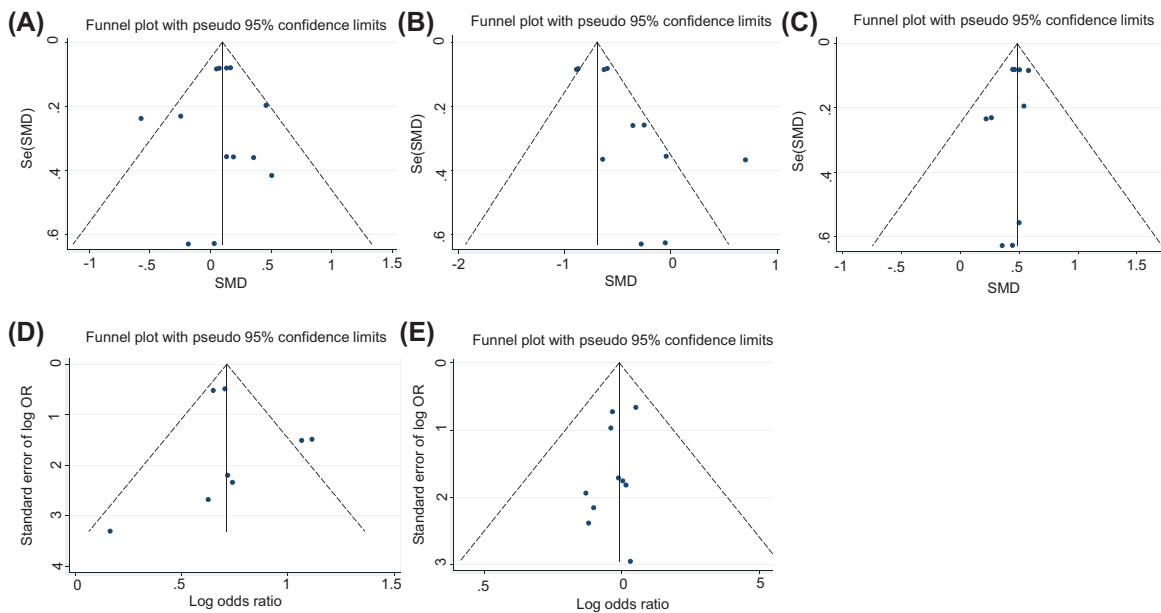 (A)
Funnel plot with pseudo 95% confidence limits
Se(SMD)
0
.2
.4
.6
-1
0
.5
1
1.5
SMD
(B)
Funnel plot with pseudo 95% confidence limits
Se(SMD)
0
.2
.4
.6
-2
-1
0
1
SMD
(C)
Funnel plot with pseudo 95% confidence limits
Se(SMD)
0
.2
.4
.6
-1
0
.5
1
1.5
SMD
(D)
Funnel plot with pseudo 95% confidence limits
Standard error of log OR
0
1
2
3
4
0
.5
1
1.5
Log odds ratio
(E)
Funnel plot with pseudo 95% confidence limits
Standard error of log OR
0
1
2
3
.5
0
5
Log odds ratio